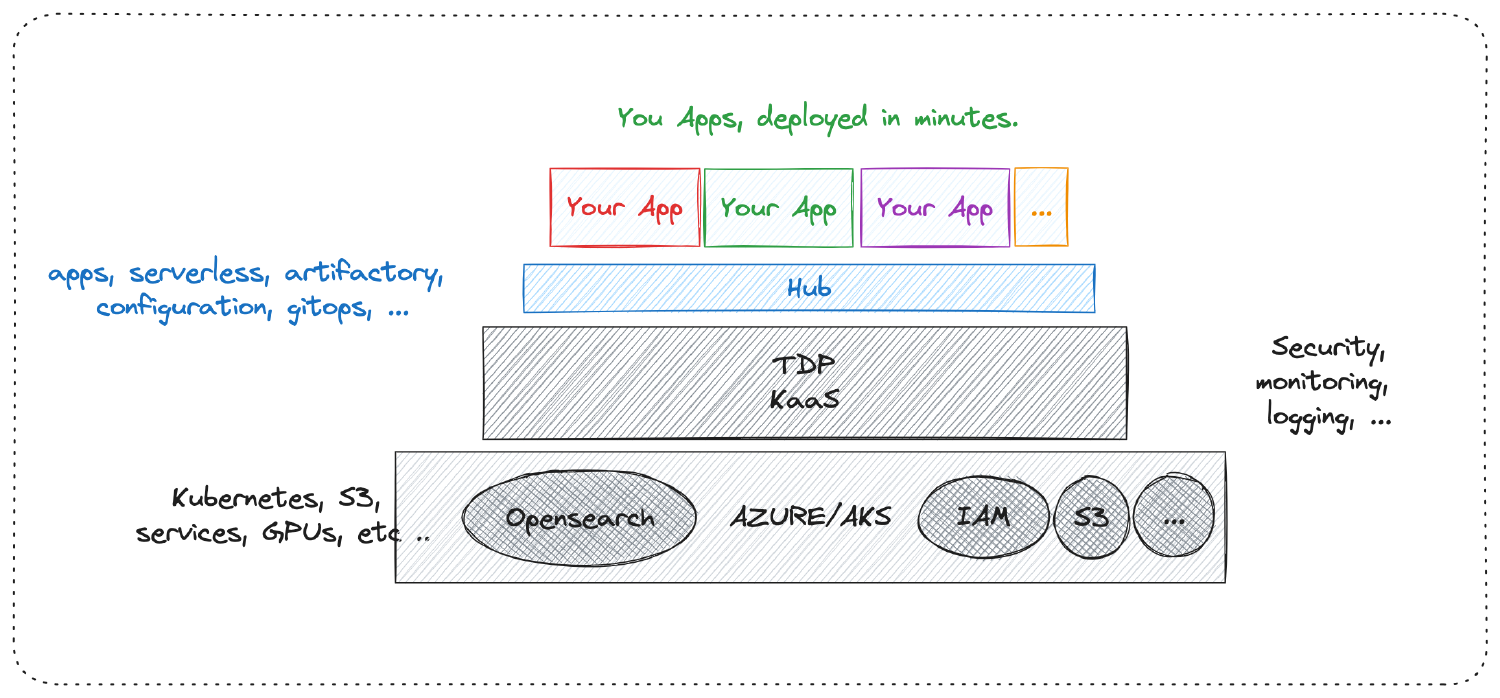 You Apps, deployed in minutes.
Your App
Your App
Your App
...
apps, serverless, artifactory,
configuration, gitops, ...
Hub
TDP
KaaS
Security,
monitoring,
logging, ...
Kubernetes, S3,
services, GPUs, etc ..
Opensearch
AZURE/AKS
IAM
S3
...